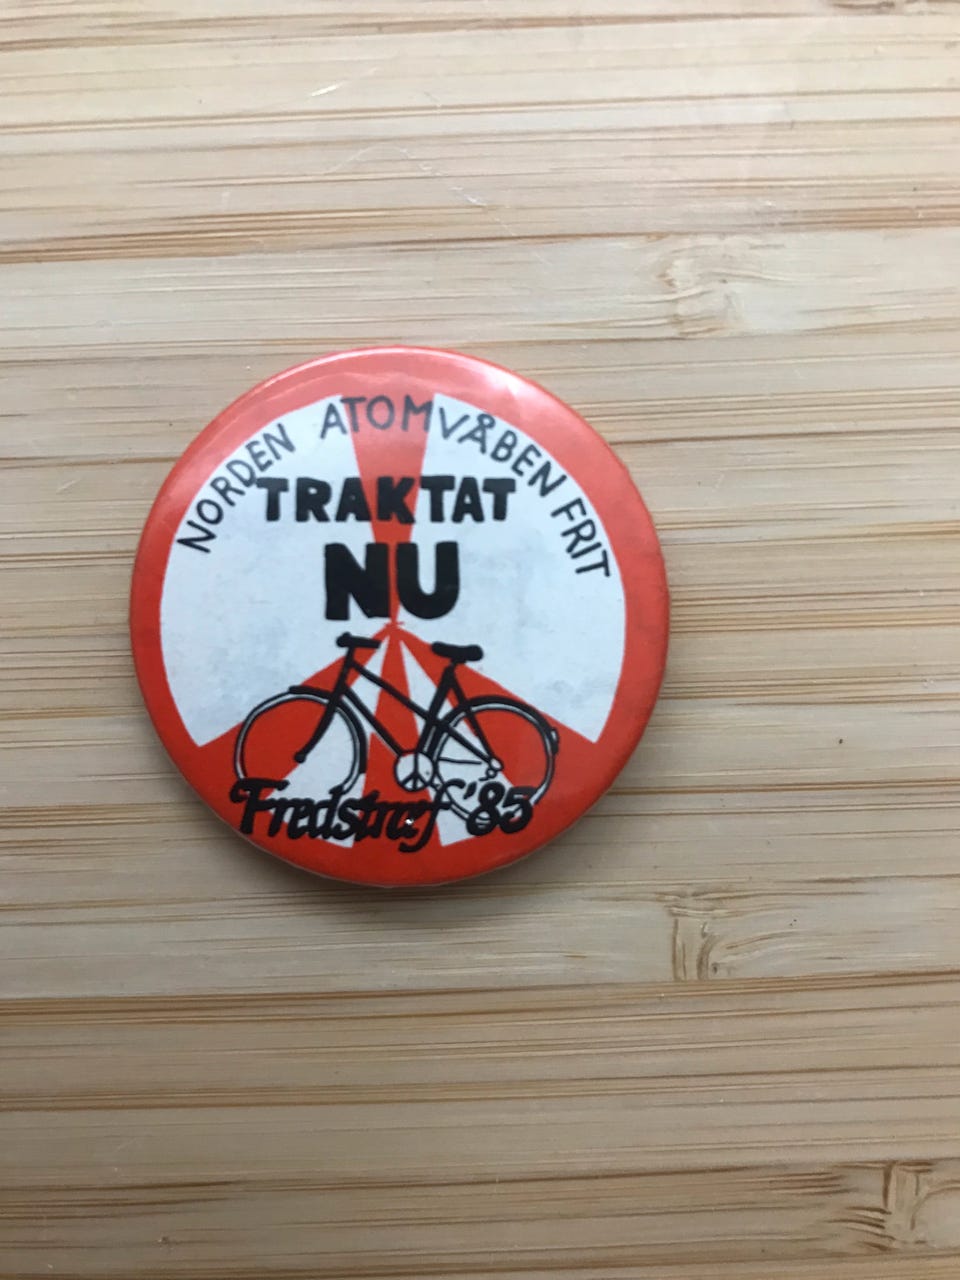 NORDEN ATOMVÅBEN FRIT
TRAKTAT
NU
Fredstræf '85